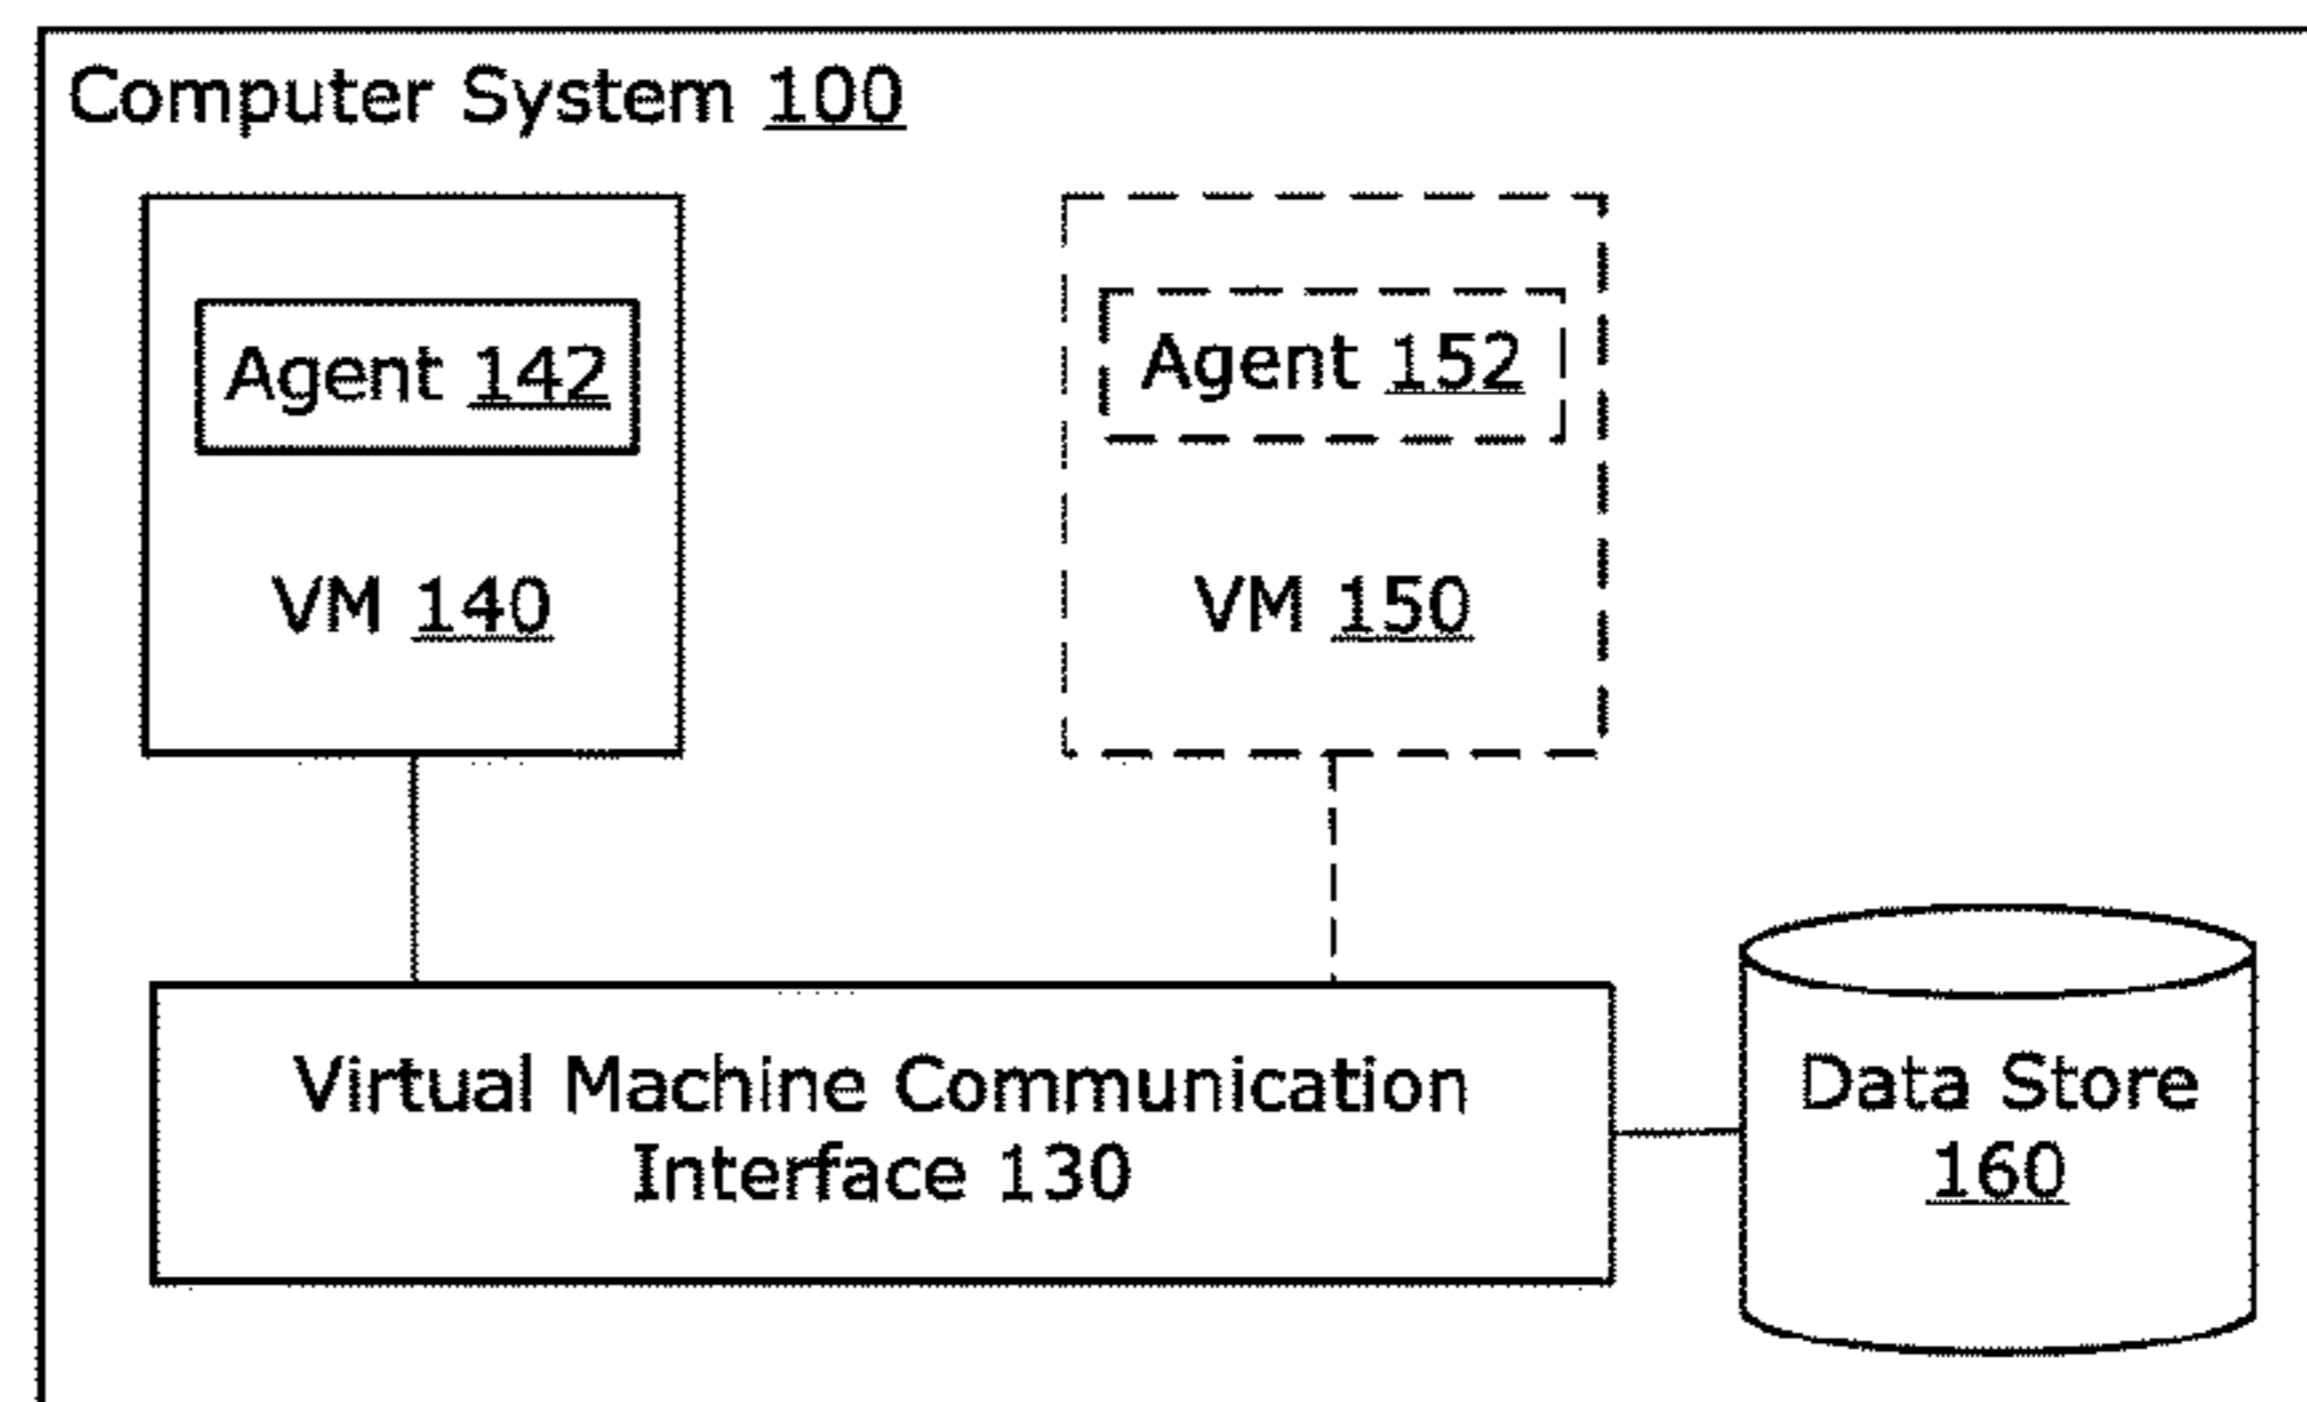 Computer System 100
Agent 142
Agent 152
VM 140
VM 150
Virtual Machine Communication
Interface 130
Data Store
160